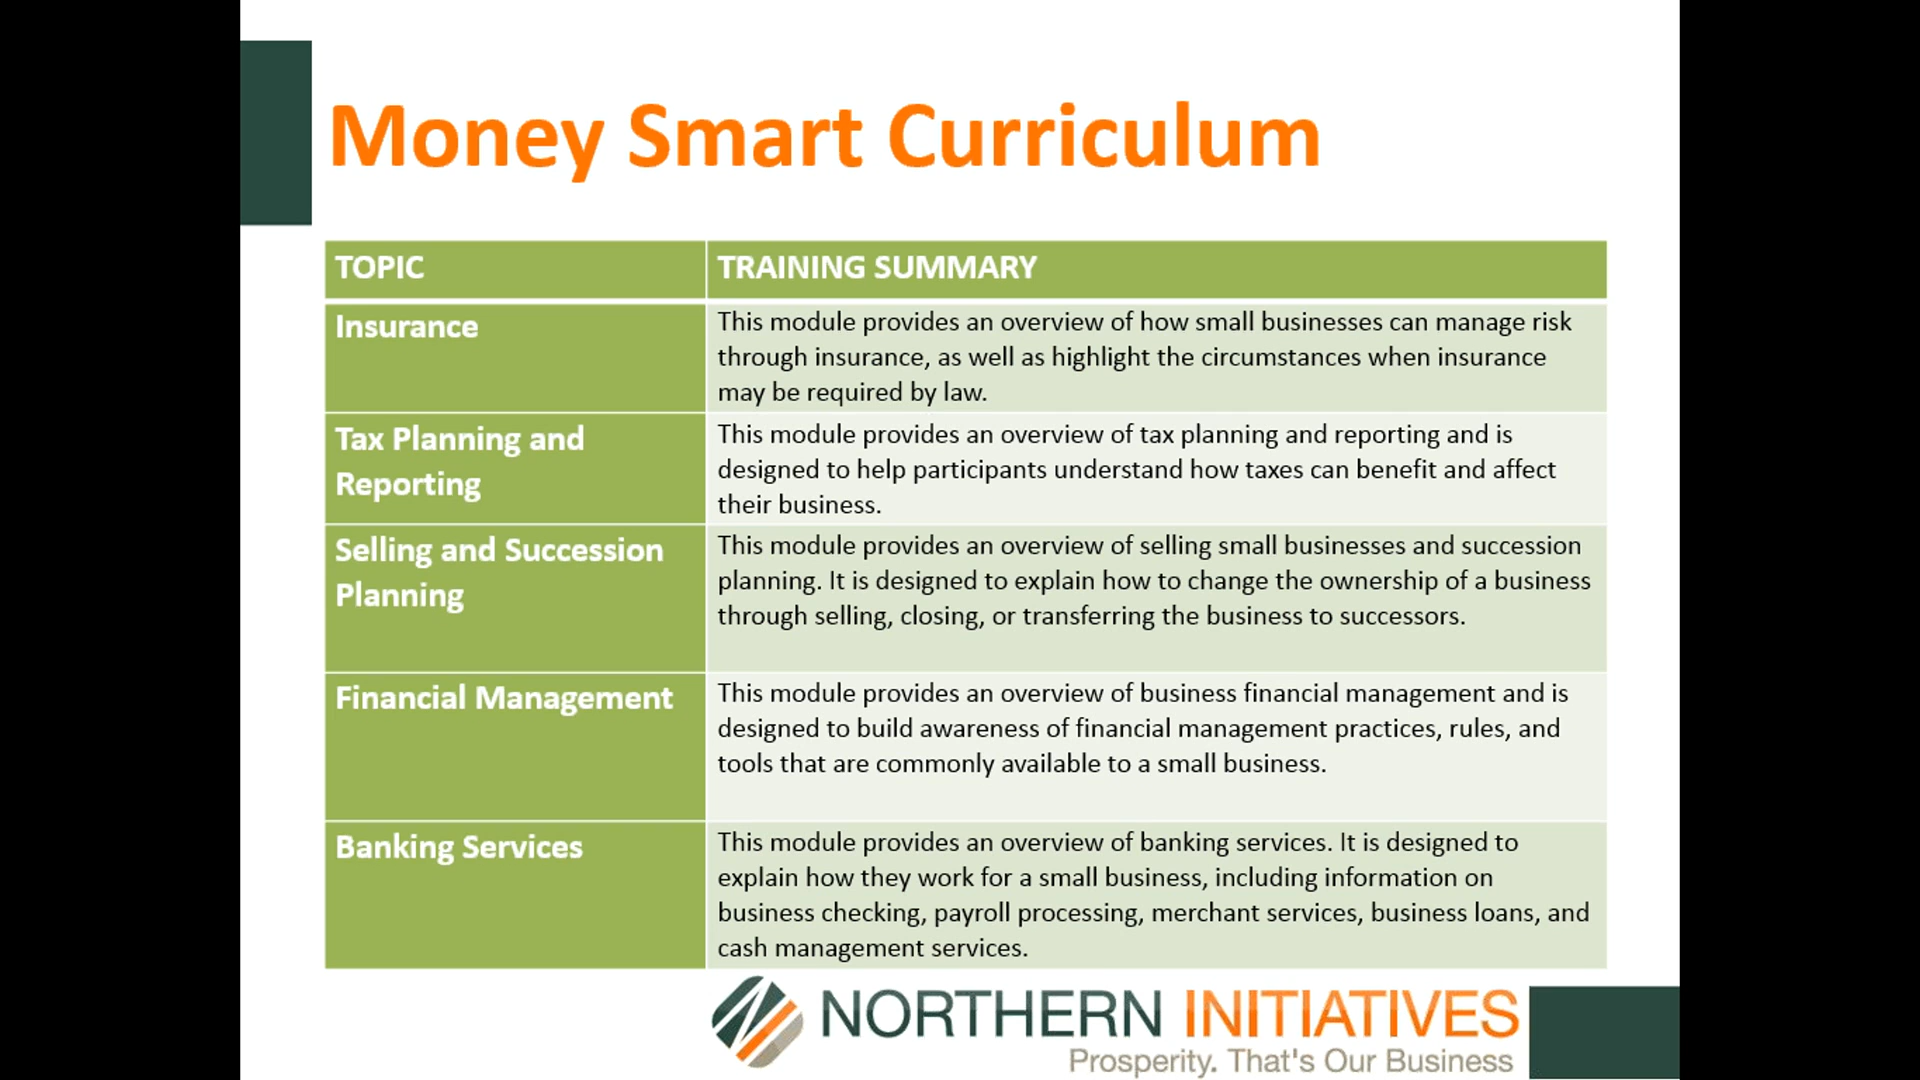 Money Smart Curriculum
TOPIC
TRAINING SUMMARY
Insurance
This module provides an overview of how small businesses can manage risk
through insurance, as well as highlight the circumstances when insurance
may be required by law.
Tax Planning and
Reporting
This module provides an overview of tax planning and reporting and is
designed to help participants understand how taxes can benefit and affect
their business.
Selling and Succession
Planning
This module provides an overview of selling small businesses and succession
planning. It is designed to explain how to change the ownership of a business
through selling, closing, or transferring the business to successors.
Financial Management
This module provides an overview of business financial management and is
designed to build awareness of financial management practices, rules, and
tools that are commonly available to a small business.
Banking Services
This module provides an overview of banking services. It is designed to
explain how they work for a small business, including information on
business checking, payroll processing, merchant services, business loans, and
cash management services.
NORTHERN INITIATIVES
Prosperity. That's Our Business